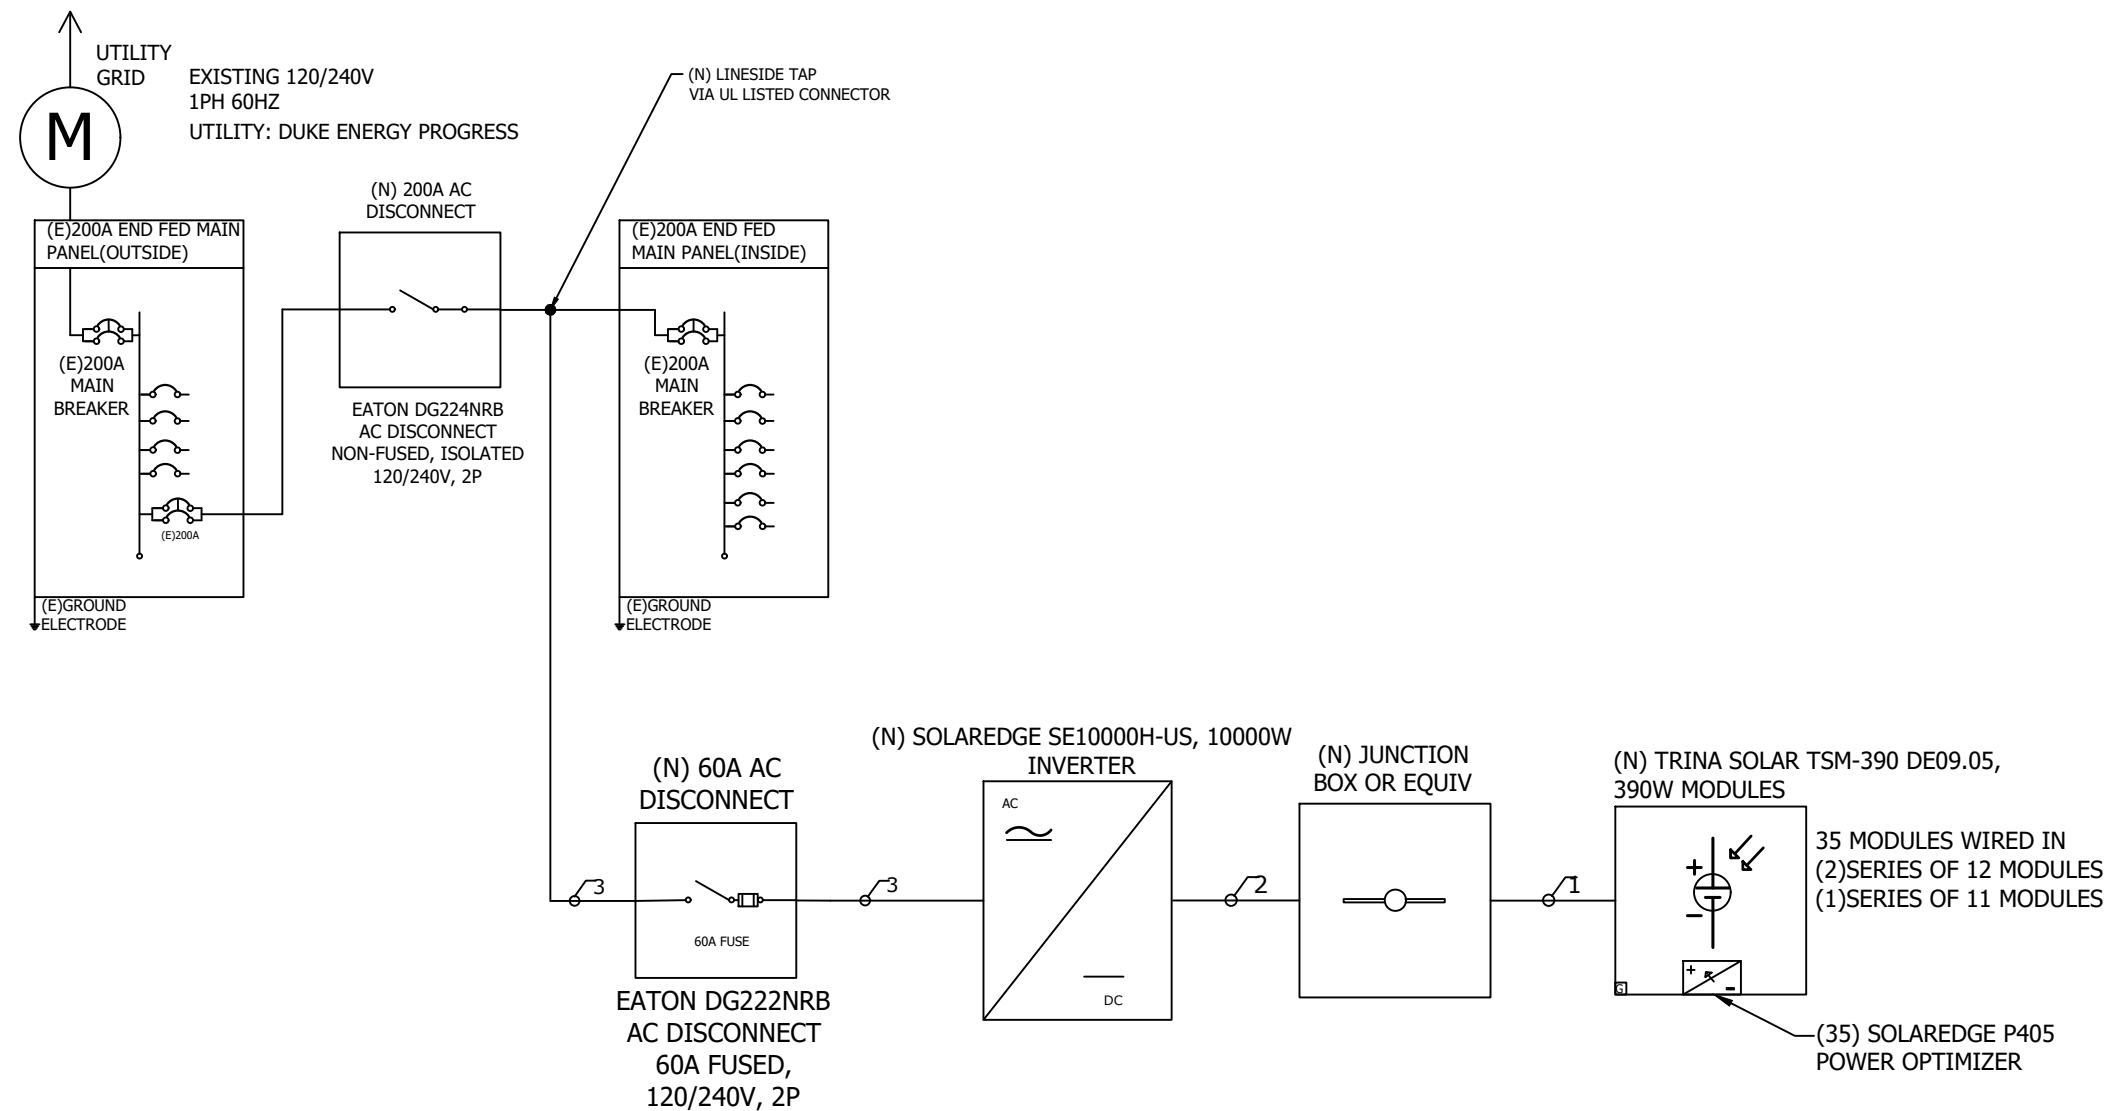 UTILITY
GRID
EXISTING 120/240V
1PH 60HZ
UTILITY: DUKE ENERGY PROGRESS
M
(N) LINESIDE TAP
VIA UL LISTED CONNECTOR
(N) 200A AC
DISCONNECT
(E)200A END FED MAIN
PANEL(OUTSIDE)
(E)200A
MAIN
BREAKER
(E)200A
(E)GROUND
ELECTRODE
EATON DG224NRB
AC DISCONNECT
NON-FUSED, ISOLATED
120/240V, 2P
(E)200A END FED
MAIN PANEL(INSIDE)
(E)200A
MAIN
BREAKER
(E)GROUND
ELECTRODE
(N) 60A AC
DISCONNECT
3
60A FUSE
3
EATON DG222NRB
AC DISCONNECT
60A FUSED,
120/240V, 2P
(N) SOLAREDGE SE10000H-US, 10000W
INVERTER
AC
DC
2
(N) JUNCTION
BOX OR EQUIV
1
(N) TRINA SOLAR TSM-390 DE09.05,
390W MODULES
+
−
+
-
G
35 MODULES WIRED IN
(2)SERIES OF 12 MODULES
(1)SERIES OF 11 MODULES
(35) SOLAREDGE P405
POWER OPTIMIZER